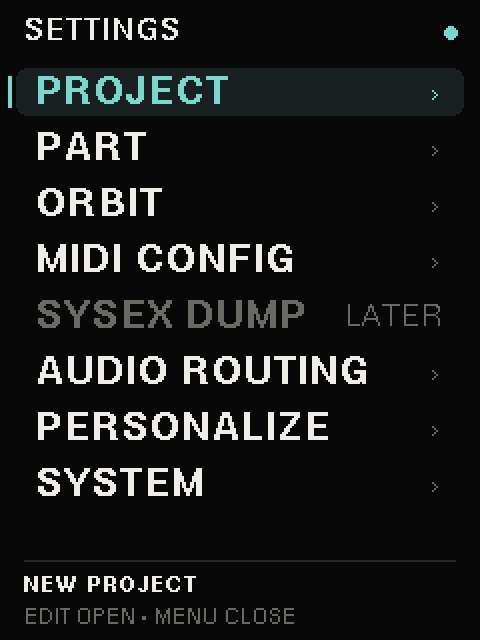 SETTINGS
PROJECT ›
PART ›
ORBIT ›
MIDI CONFIG ›
SYSEX DUMP LATER
AUDIO ROUTING ›
PERSONALIZE ›
SYSTEM ›
NEW PROJECT
EDIT OPEN · MENU CLOSE